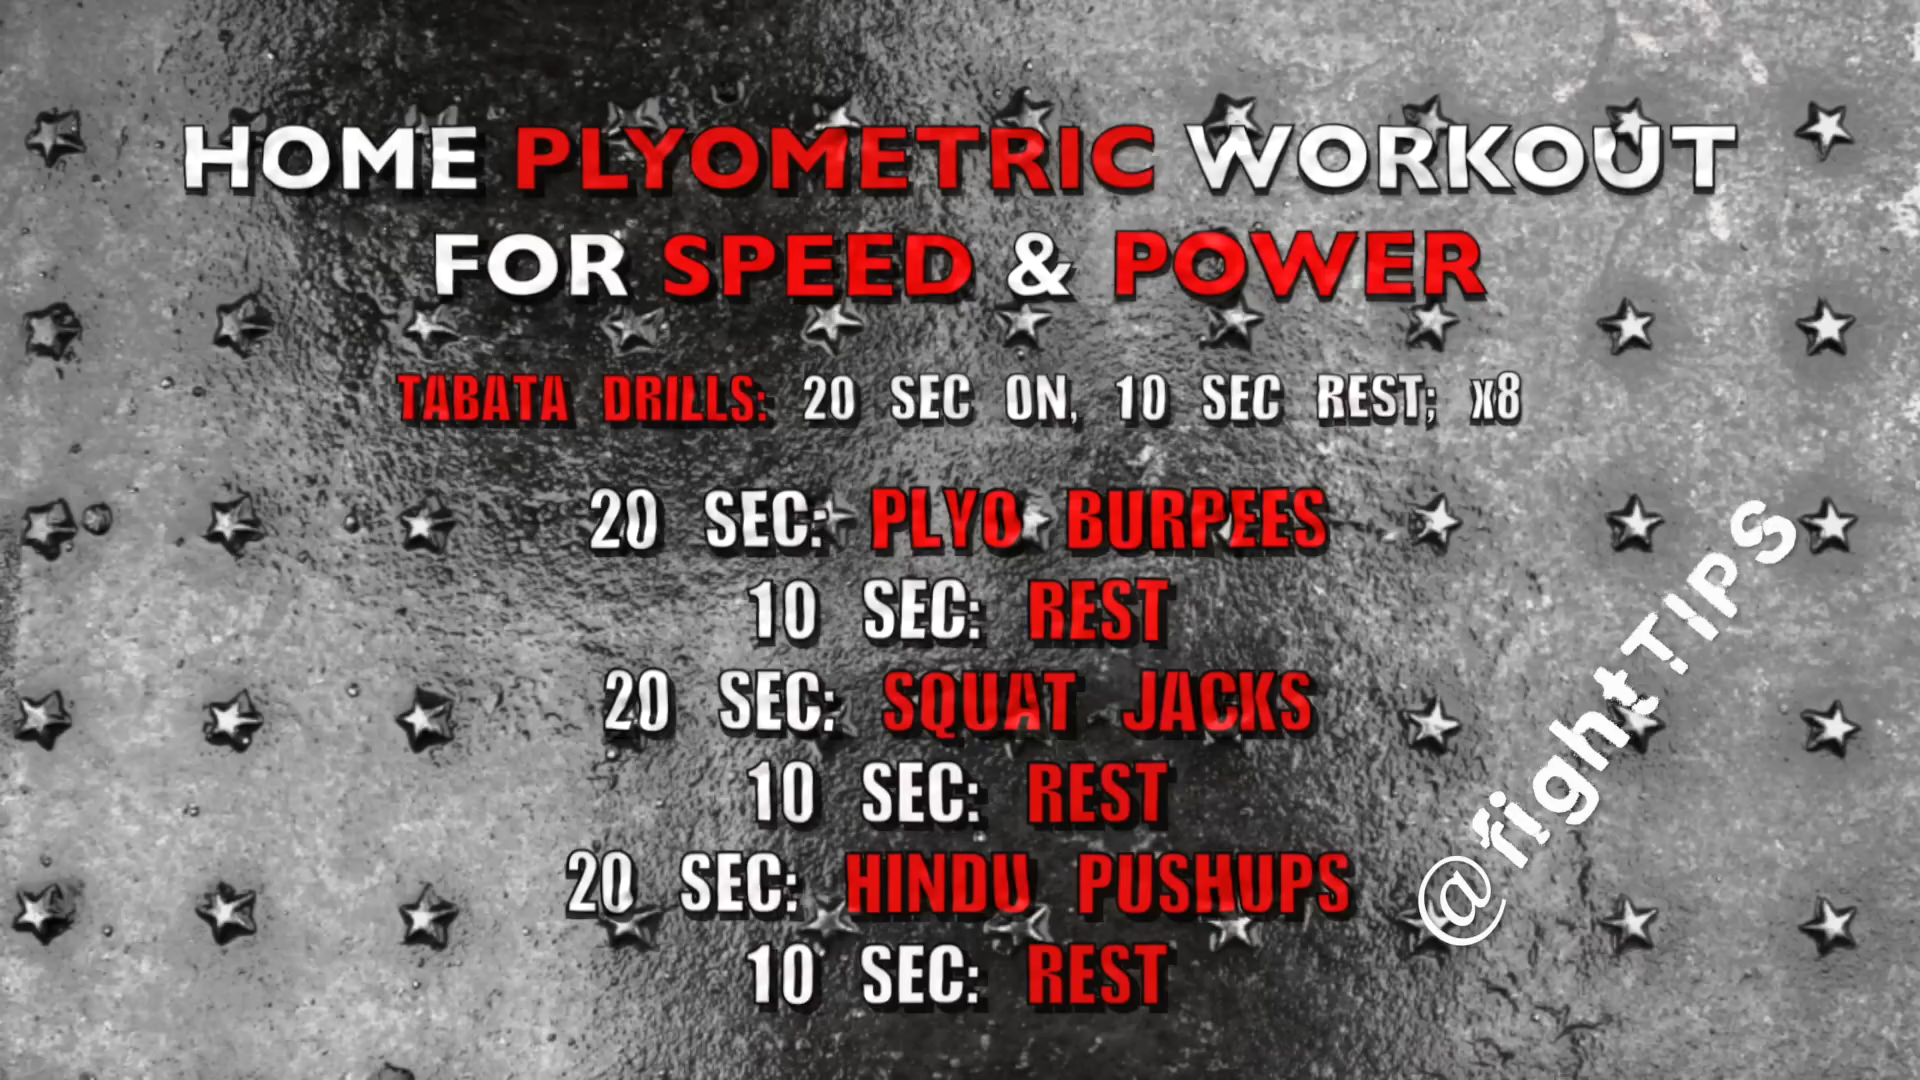 HOME PLYOMETRIC WORKOUT
FOR SPEED & POWER
TABATA DRILLS: 20 SEC ON, 10 SEC REST; x8
20 SEC: PLYO BURPEES
10 SEC: REST
20 SEC: SQUAT JACKS
10 SEC: REST
20 SEC: HINDU PUSHUPS
10 SEC: REST
@fightTIPS